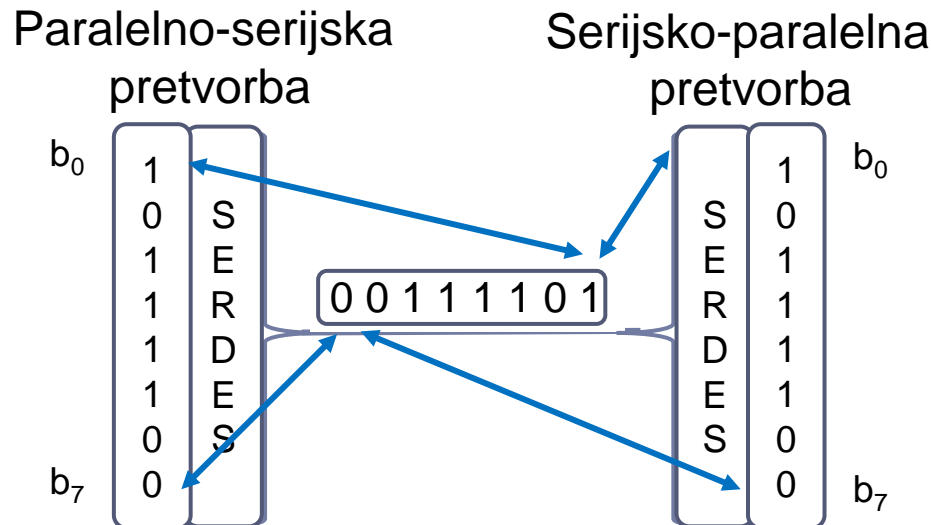 Paralelno-serijska
pretvorba
b₀
1
0
1
1
1
1
0
0
b₇
S
E
R
D
E
S
0 0 1 1 1 1 0 1
Serijsko-paralelna
pretvorba
S
E
R
D
E
S
1
0
1
1
1
1
0
0
b₀
b₇